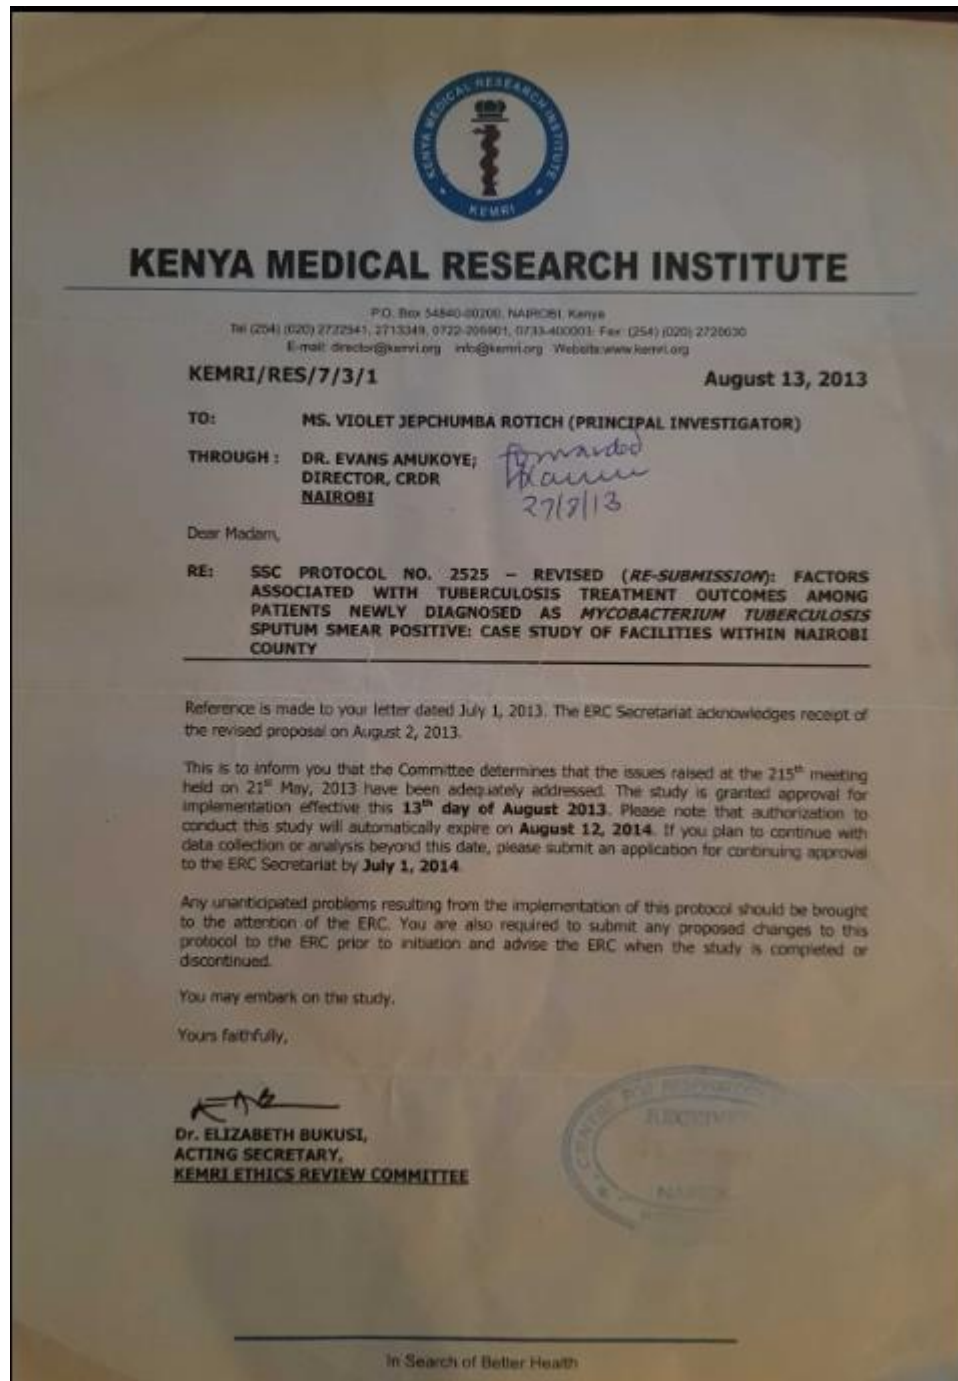 KENYA MEDICAL RESEARCH INSTITUTE
KEMRI
KENYA MEDICAL RESEARCH INSTITUTE
P.O. Box 54840-00200, NAIROBI, Kenya
Tel (254) (020) 2722541, 2713349, 0722-205901, 0733-400003; Fax: (254) (020) 2720030
E-mail: director@kemri.org info@kemri.org Website:www.kemri.org
KEMRI/RES/7/3/1 August 13, 2013
TO: MS. VIOLET JEPCHUMBA ROTICH (PRINCIPAL INVESTIGATOR)
THROUGH : DR. EVANS AMUKOYE; forwarded
DIRECTOR, CRDR
NAIROBI 27/8/13
Dear Madam,
RE: SSC PROTOCOL NO. 2525 – REVISED (RE-SUBMISSION): FACTORS
ASSOCIATED WITH TUBERCULOSIS TREATMENT OUTCOMES AMONG
PATIENTS NEWLY DIAGNOSED AS MYCOBACTERIUM TUBERCULOSIS
SPUTUM SMEAR POSITIVE: CASE STUDY OF FACILITIES WITHIN NAIROBI
COUNTY
Reference is made to your letter dated July 1, 2013. The ERC Secretariat acknowledges receipt of
the revised proposal on August 2, 2013.
This is to inform you that the Committee determines that the issues raised at the 215th meeting
held on 21st May, 2013 have been adequately addressed. The study is granted approval for
implementation effective this 13th day of August 2013. Please note that authorization to
conduct this study will automatically expire on August 12, 2014. If you plan to continue with
data collection or analysis beyond this date, please submit an application for continuing approval
to the ERC Secretariat by July 1, 2014.
Any unanticipated problems resulting from the implementation of this protocol should be brought
to the attention of the ERC. You are also required to submit any proposed changes to this
protocol to the ERC prior to initiation and advise the ERC when the study is completed or
discontinued.
You may embark on the study.
Yours faithfully,
Dr. ELIZABETH BUKUSI,
ACTING SECRETARY,
KEMRI ETHICS REVIEW COMMITTEE
In Search of Better Health